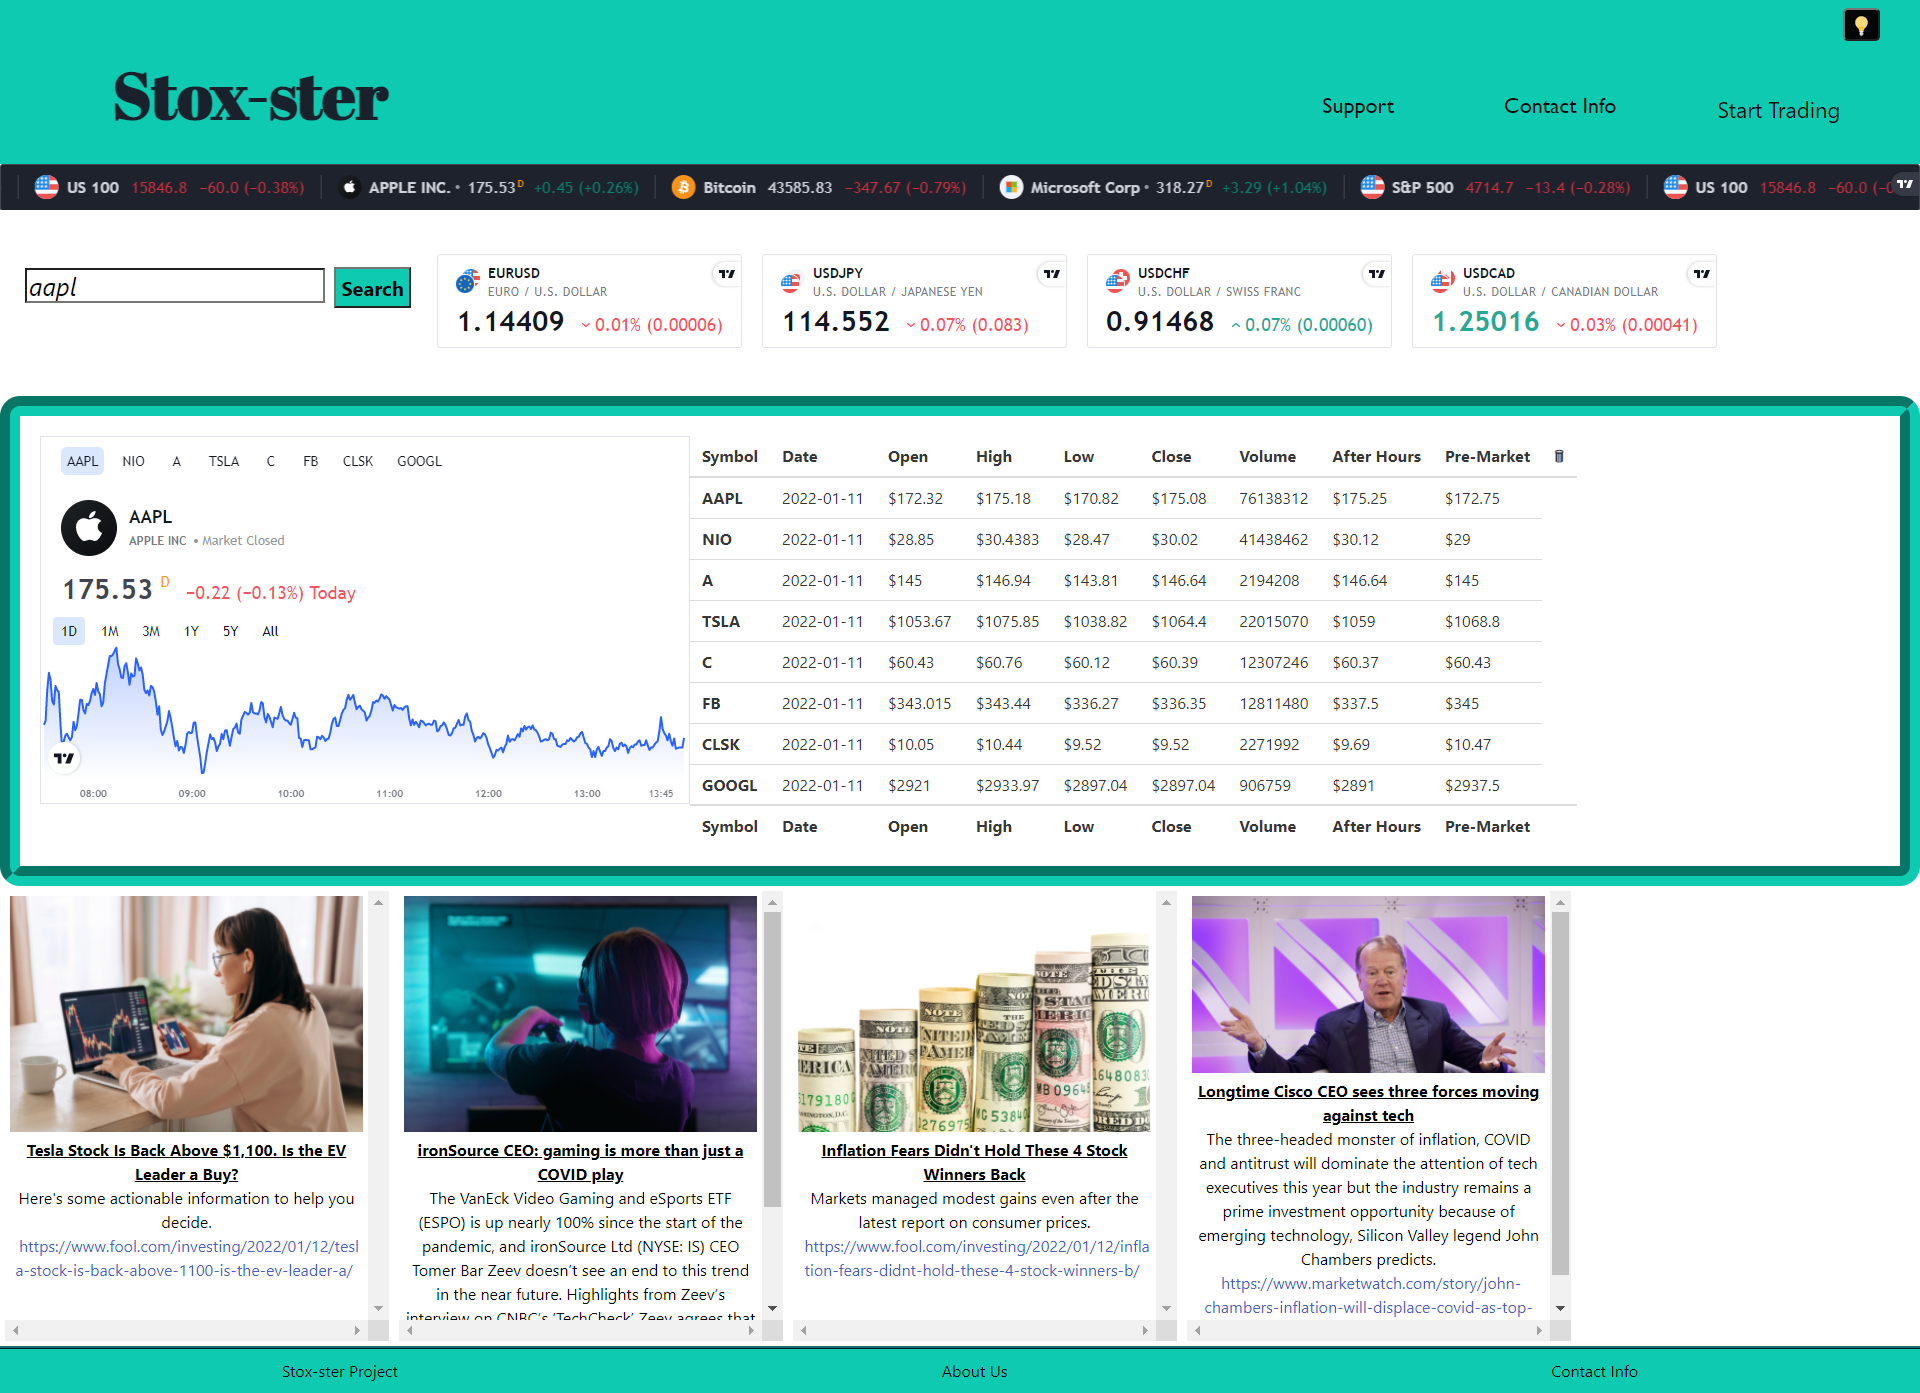 Stox-ster
Support
Contact Info
Start Trading
US 100 15846.8 −60.0 (−0.38%)
APPLE INC. • 175.53 D +0.45 (+0.26%)
Bitcoin 43585.83 −347.67 (−0.79%)
Microsoft Corp • 318.27 D +3.29 (+1.04%)
S&P 500 4714.7 −13.4 (−0.28%)
US 100 15846.8 −60.0
aapl
Search
EURUSD
EURO / U.S. DOLLAR
1.14409 0.01% (0.00006)
USDJPY
U.S. DOLLAR / JAPANESE YEN
114.552 0.07% (0.083)
USDCHF
U.S. DOLLAR / SWISS FRANC
0.91468 0.07% (0.00060)
USDCAD
U.S. DOLLAR / CANADIAN DOLLAR
1.25016 0.03% (0.00041)
AAPL NIO A TSLA C FB CLSK GOOGL
AAPL
APPLE INC • Market Closed
175.53 D −0.22 (−0.13%) Today
1D 1M 3M 1Y 5Y All
08:00 09:00 10:00 11:00 12:00 13:00 13:45
Symbol Date Open High Low Close Volume After Hours Pre-Market
AAPL 2022-01-11 $172.32 $175.18 $170.82 $175.08 76138312 $175.25 $172.75
NIO 2022-01-11 $28.85 $30.4383 $28.47 $30.02 41438462 $30.12 $29
A 2022-01-11 $145 $146.94 $143.81 $146.64 2194208 $146.64 $145
TSLA 2022-01-11 $1053.67 $1075.85 $1038.82 $1064.4 22015070 $1059 $1068.8
C 2022-01-11 $60.43 $60.76 $60.12 $60.39 12307246 $60.37 $60.43
FB 2022-01-11 $343.015 $343.44 $336.27 $336.35 12811480 $337.5 $345
CLSK 2022-01-11 $10.05 $10.44 $9.52 $9.52 2271992 $9.69 $10.47
GOOGL 2022-01-11 $2921 $2933.97 $2897.04 $2897.04 906759 $2891 $2937.5
Symbol Date Open High Low Close Volume After Hours Pre-Market
Tesla Stock Is Back Above $1,100. Is the EV
Leader a Buy?
Here's some actionable information to help you
decide.
https://www.fool.com/investing/2022/01/12/tesl
a-stock-is-back-above-1100-is-the-ev-leader-a/
ironSource CEO: gaming is more than just a
COVID play
The VanEck Video Gaming and eSports ETF
(ESPO) is up nearly 100% since the start of the
pandemic, and ironSource Ltd (NYSE: IS) CEO
Tomer Bar Zeev doesn't see an end to this trend
in the near future. Highlights from Zeev's
interview on CNBC's 'TechCheck' Zeev agrees that
Inflation Fears Didn't Hold These 4 Stock
Winners Back
Markets managed modest gains even after the
latest report on consumer prices.
https://www.fool.com/investing/2022/01/12/infla
tion-fears-didnt-hold-these-4-stock-winners-b/
Longtime Cisco CEO sees three forces moving
against tech
The three-headed monster of inflation, COVID
and antitrust will dominate the attention of tech
executives this year but the industry remains a
prime investment opportunity because of
emerging technology, Silicon Valley legend John
Chambers predicts.
https://www.marketwatch.com/story/john-
chambers-inflation-will-displace-covid-as-top-
Stox-ster Project
About Us
Contact Info